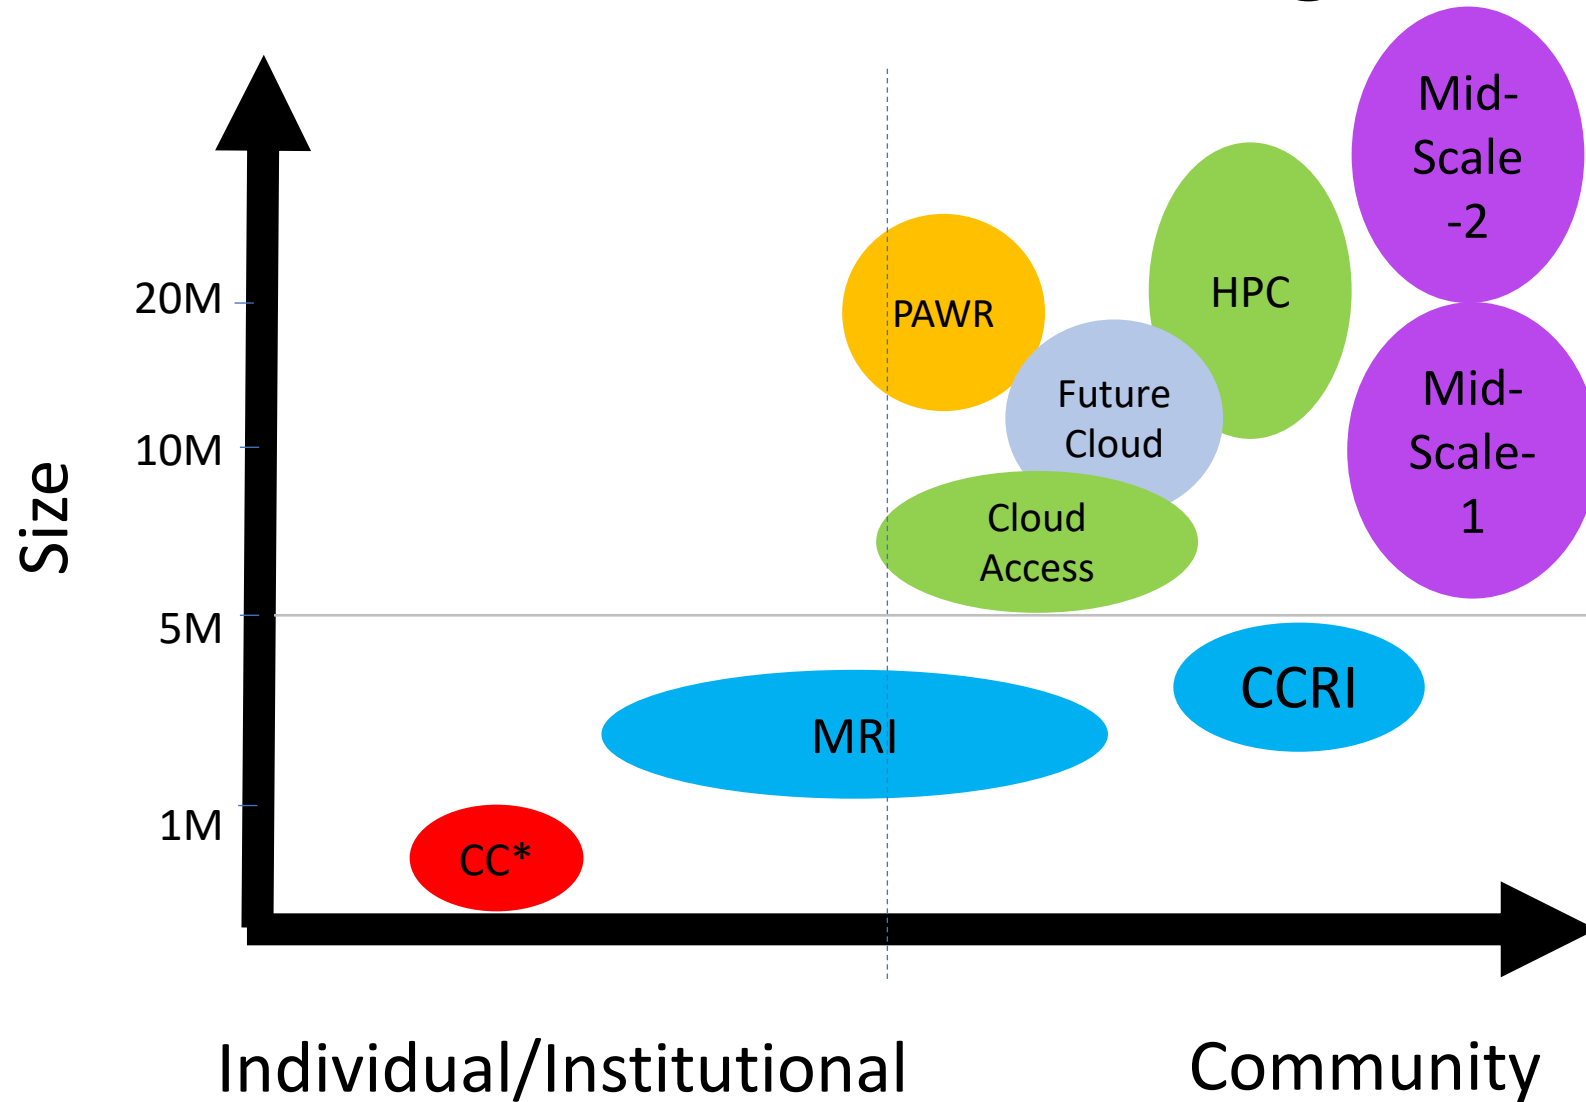 Mid-
Scale
-2
HPC
PAWR
20M
Future
Cloud
Mid-
Scale-
1
10M
Size
Cloud
Access
5M
CCRI
MRI
1M
CC*
Individual/Institutional
Community